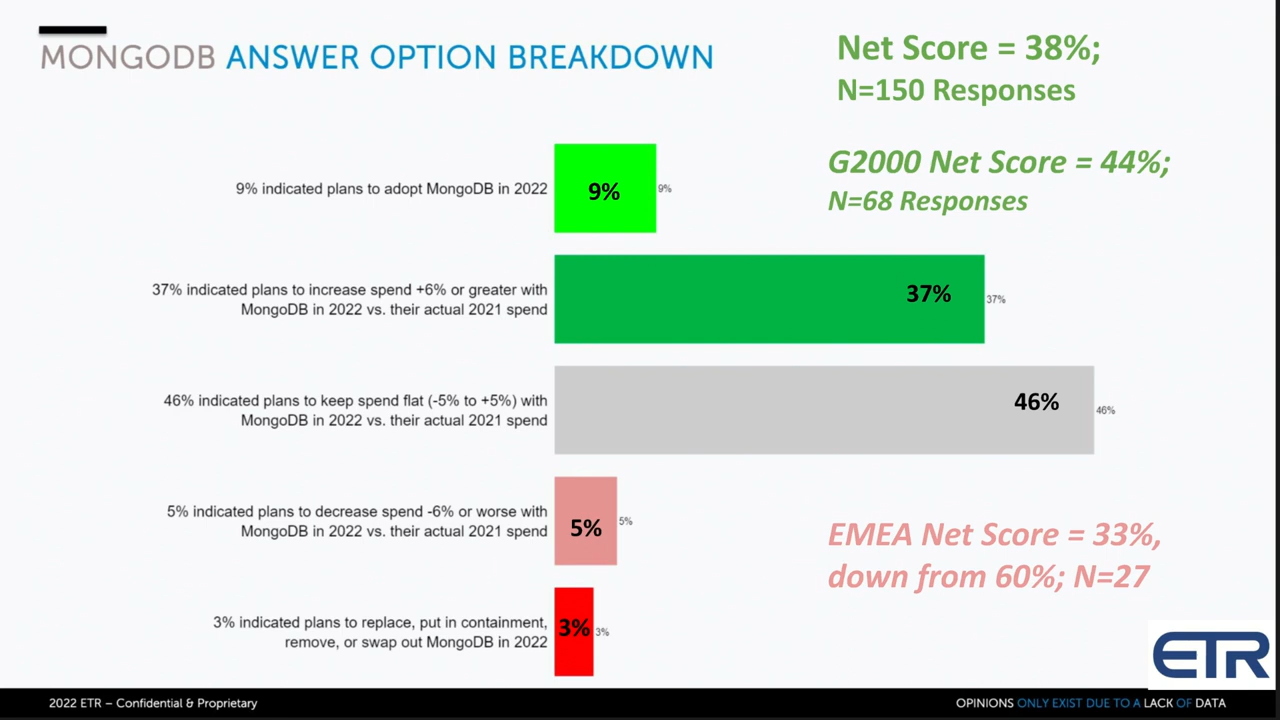 MONGODB ANSWER OPTION BREAKDOWN
Net Score = 38%;
N=150 Responses
G2000 Net Score = 44%;
N=68 Responses
9% indicated plans to adopt MongoDB in 2022
9%
9%
37% indicated plans to increase spend +6% or greater with
MongoDB in 2022 vs. their actual 2021 spend
37%
37%
46% indicated plans to keep spend flat (-5% to +5%) with
MongoDB in 2022 vs. their actual 2021 spend
46%
46%
5% indicated plans to decrease spend -6% or worse with
MongoDB in 2022 vs. their actual 2021 spend
5%
5%
EMEA Net Score = 33%,
down from 60%; N=27
3% indicated plans to replace, put in containment,
remove, or swap out MongoDB in 2022
3%
3%
ETR
2022 ETR – Confidential & Proprietary
OPINIONS ONLY EXIST DUE TO A LACK OF DATA